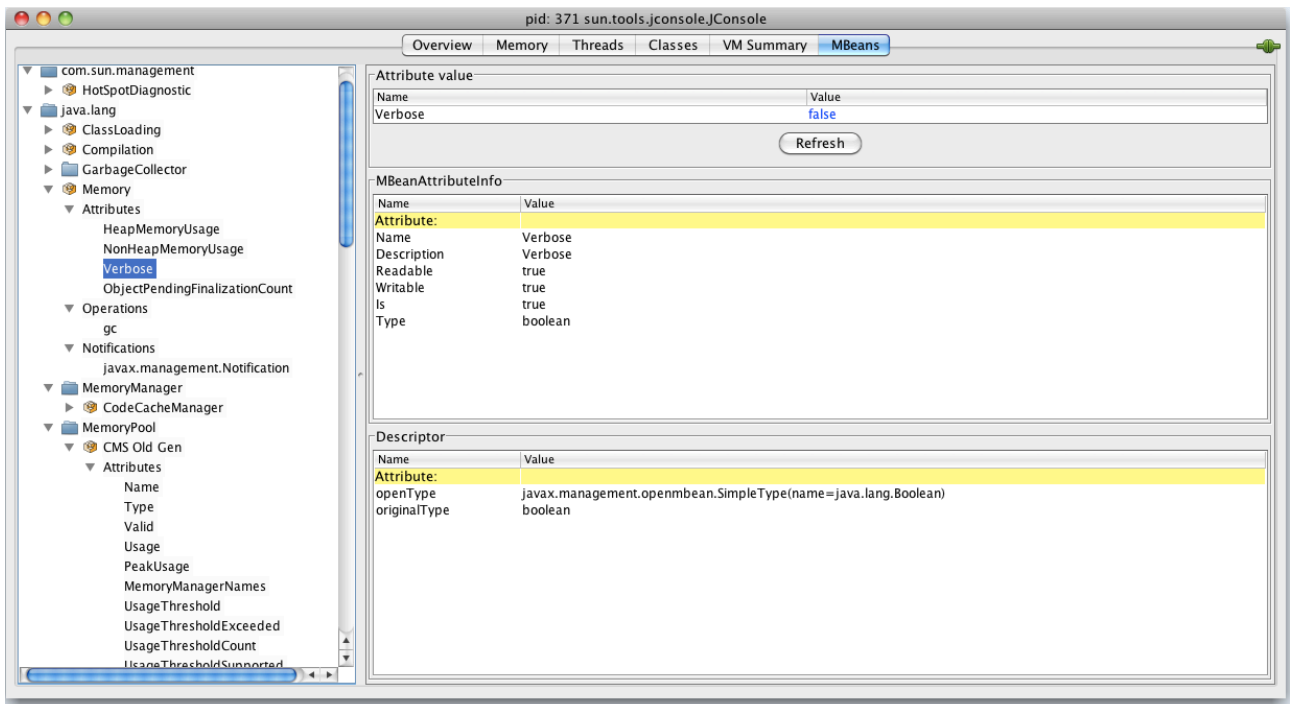 pid: 371 sun.tools.jconsole.JConsole
Overview Memory Threads Classes VM Summary MBeans
com.sun.management
HotSpotDiagnostic
java.lang
ClassLoading
Compilation
GarbageCollector
Memory
Attributes
HeapMemoryUsage
NonHeapMemoryUsage
Verbose
ObjectPendingFinalizationCount
Operations
gc
Notifications
javax.management.Notification
MemoryManager
CodeCacheManager
MemoryPool
CMS Old Gen
Attributes
Name
Type
Valid
Usage
PeakUsage
MemoryManagerNames
UsageThreshold
UsageThresholdExceeded
UsageThresholdCount
UsageThresholdSupported
Attribute value
Name Value
Verbose false
Refresh
MBeanAttributeInfo
Name Value
Attribute:
Name Verbose
Description Verbose
Readable true
Writable true
Is true
Type boolean
Descriptor
Name Value
Attribute:
openType javax.management.openmbean.SimpleType(name=java.lang.Boolean)
originalType boolean